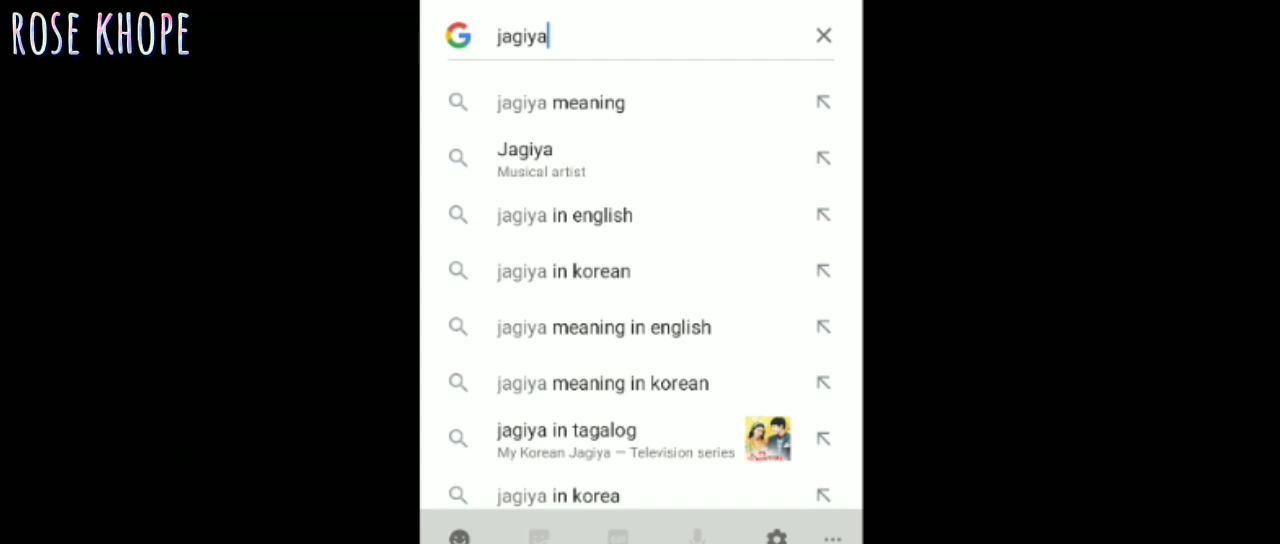 ROSE KHOPE
jagiya
jagiya meaning
Jagiya
Musical artist
jagiya in english
jagiya in korean
jagiya meaning in english
jagiya meaning in korean
jagiya in tagalog
My Korean Jagiya — Television series
jagiya in korea